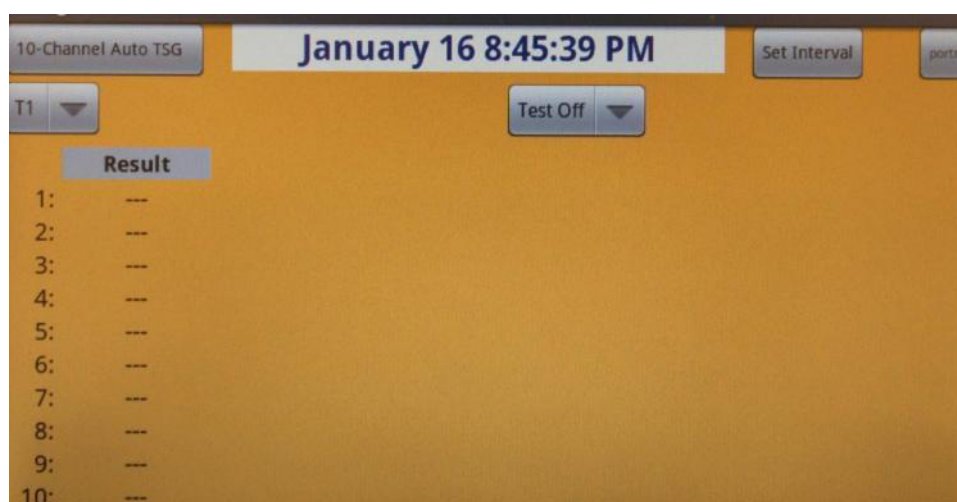 10-Channel Auto TSG
January 16 8:45:39 PM
Set Interval
T1
Test Off
Result
1: ---
2: ---
3: ---
4: ---
5: ---
6: ---
7: ---
8: ---
9: ---
10: ---